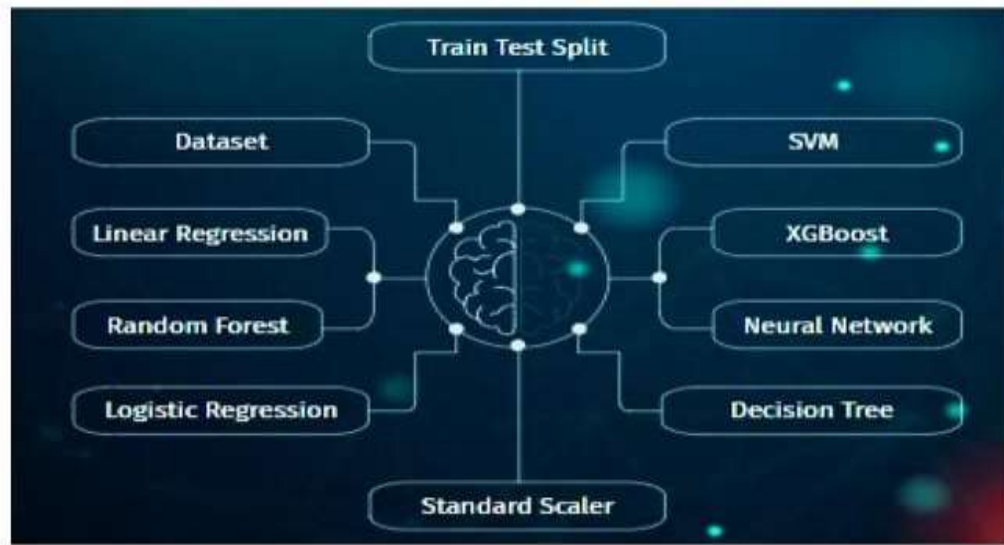 Train Test Split
Dataset
SVM
Linear Regression
XGBoost
Random Forest
Neural Network
Logistic Regression
Decision Tree
Standard Scaler